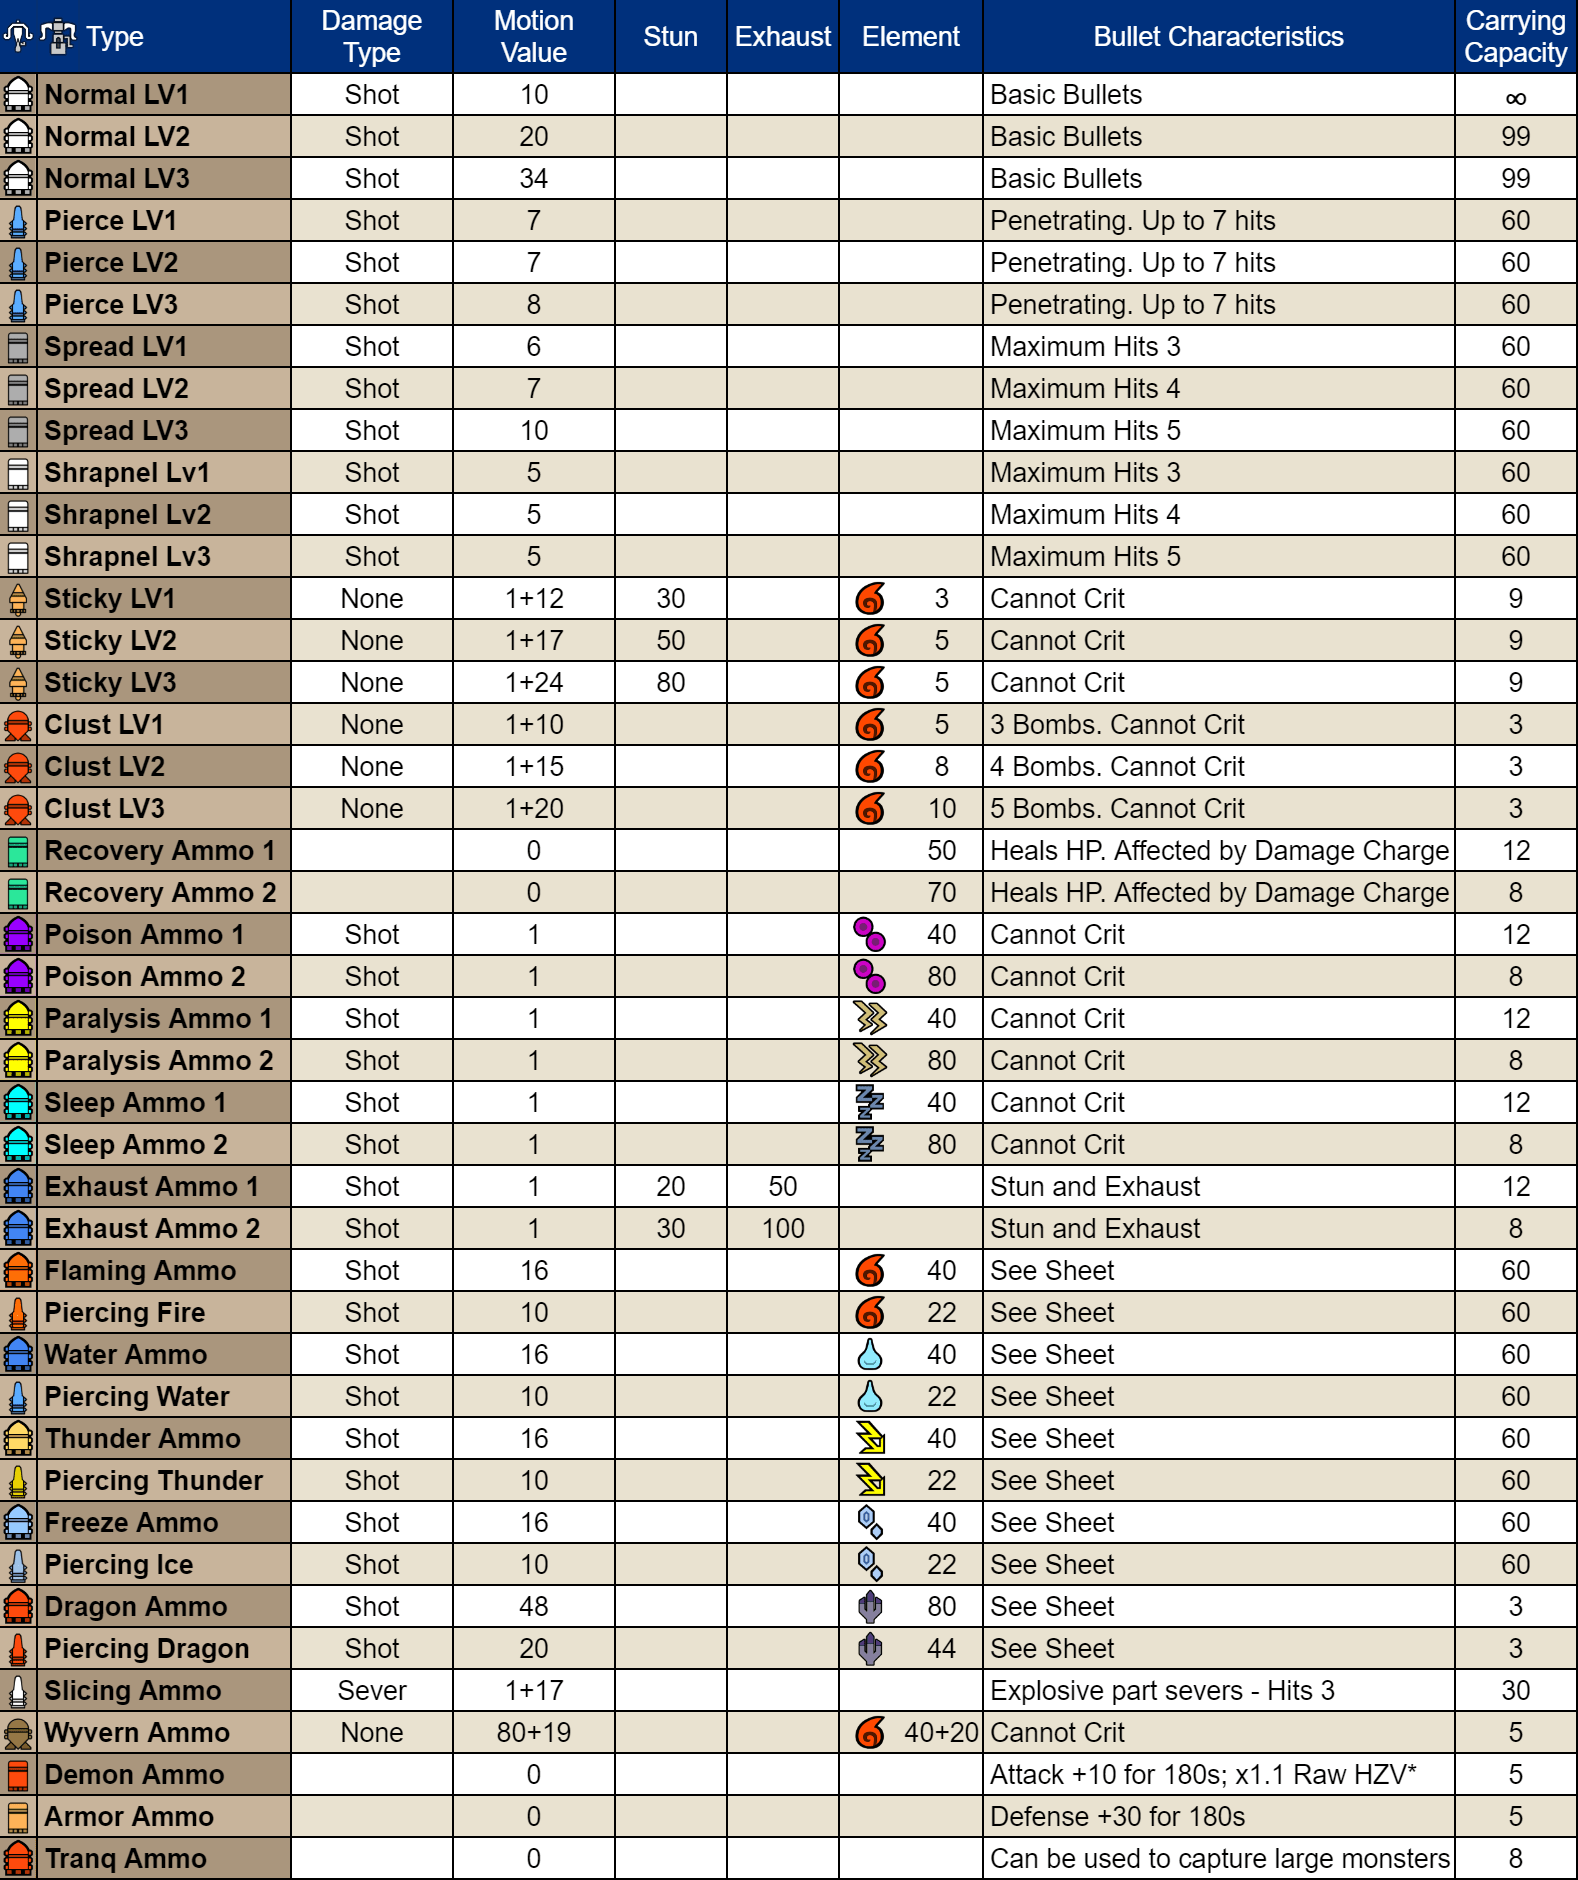 Type Damage Type Motion Value Stun Exhaust Element Bullet Characteristics Carrying Capacity
Normal LV1 Shot 10 Basic Bullets ∞
Normal LV2 Shot 20 Basic Bullets 99
Normal LV3 Shot 34 Basic Bullets 99
Pierce LV1 Shot 7 Penetrating. Up to 7 hits 60
Pierce LV2 Shot 7 Penetrating. Up to 7 hits 60
Pierce LV3 Shot 8 Penetrating. Up to 7 hits 60
Spread LV1 Shot 6 Maximum Hits 3 60
Spread LV2 Shot 7 Maximum Hits 4 60
Spread LV3 Shot 10 Maximum Hits 5 60
Shrapnel Lv1 Shot 5 Maximum Hits 3 60
Shrapnel Lv2 Shot 5 Maximum Hits 4 60
Shrapnel Lv3 Shot 5 Maximum Hits 5 60
Sticky LV1 None 1+12 30 3 Cannot Crit 9
Sticky LV2 None 1+17 50 5 Cannot Crit 9
Sticky LV3 None 1+24 80 5 Cannot Crit 9
Clust LV1 None 1+10 5 3 Bombs. Cannot Crit 3
Clust LV2 None 1+15 8 4 Bombs. Cannot Crit 3
Clust LV3 None 1+20 10 5 Bombs. Cannot Crit 3
Recovery Ammo 1 0 50 Heals HP. Affected by Damage Charge 12
Recovery Ammo 2 0 70 Heals HP. Affected by Damage Charge 8
Poison Ammo 1 Shot 1 40 Cannot Crit 12
Poison Ammo 2 Shot 1 80 Cannot Crit 8
Paralysis Ammo 1 Shot 1 40 Cannot Crit 12
Paralysis Ammo 2 Shot 1 80 Cannot Crit 8
Sleep Ammo 1 Shot 1 40 Cannot Crit 12
Sleep Ammo 2 Shot 1 80 Cannot Crit 8
Exhaust Ammo 1 Shot 1 20 50 Stun and Exhaust 12
Exhaust Ammo 2 Shot 1 30 100 Stun and Exhaust 8
Flaming Ammo Shot 16 40 See Sheet 60
Piercing Fire Shot 10 22 See Sheet 60
Water Ammo Shot 16 40 See Sheet 60
Piercing Water Shot 10 22 See Sheet 60
Thunder Ammo Shot 16 40 See Sheet 60
Piercing Thunder Shot 10 22 See Sheet 60
Freeze Ammo Shot 16 40 See Sheet 60
Piercing Ice Shot 10 22 See Sheet 60
Dragon Ammo Shot 48 80 See Sheet 3
Piercing Dragon Shot 20 44 See Sheet 3
Slicing Ammo Sever 1+17 Explosive part severs - Hits 3 30
Wyvern Ammo None 80+19 40+20 Cannot Crit 5
Demon Ammo 0 Attack +10 for 180s; x1.1 Raw HZV* 5
Armor Ammo 0 Defense +30 for 180s 5
Tranq Ammo 0 Can be used to capture large monsters 8